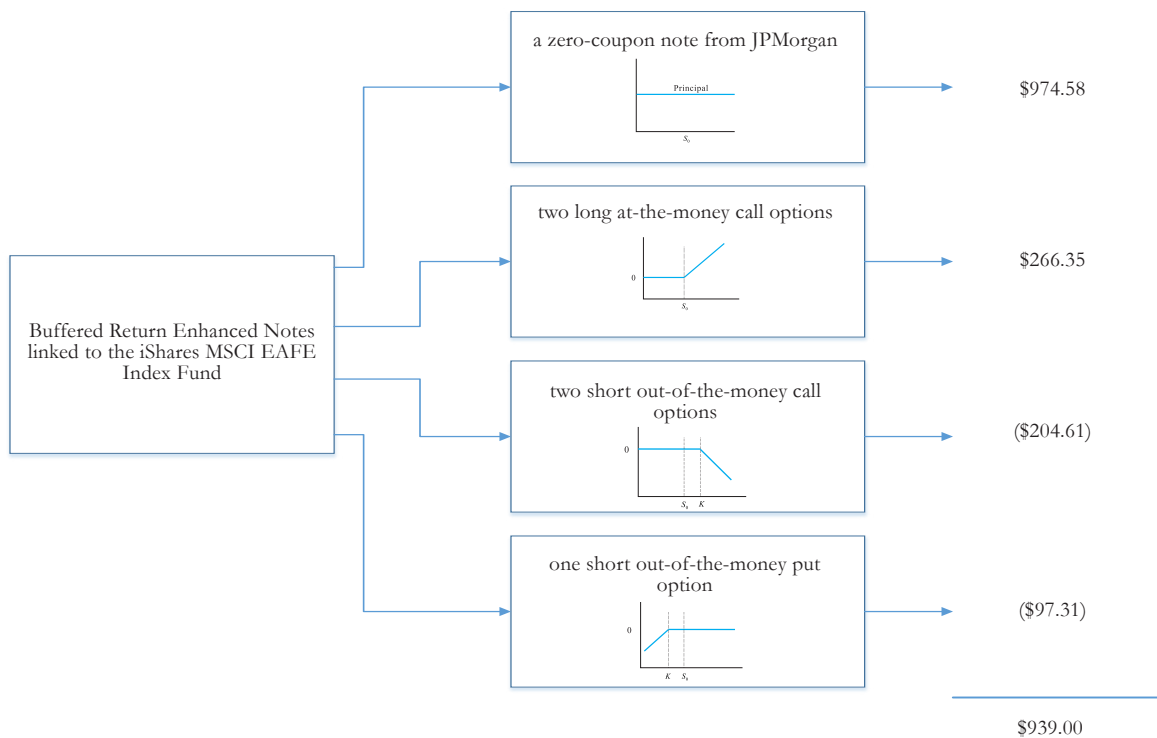 a zero-coupon note from JPMorgan
Principal
S₀
$974.58
two long at-the-money call options
0
S₀
$266.35
Buffered Return Enhanced Notes
linked to the iShares MSCI EAFE
Index Fund
two short out-of-the-money call
options
0
S₀ K
($204.61)
one short out-of-the-money put
option
0
K S₀
($97.31)
$939.00